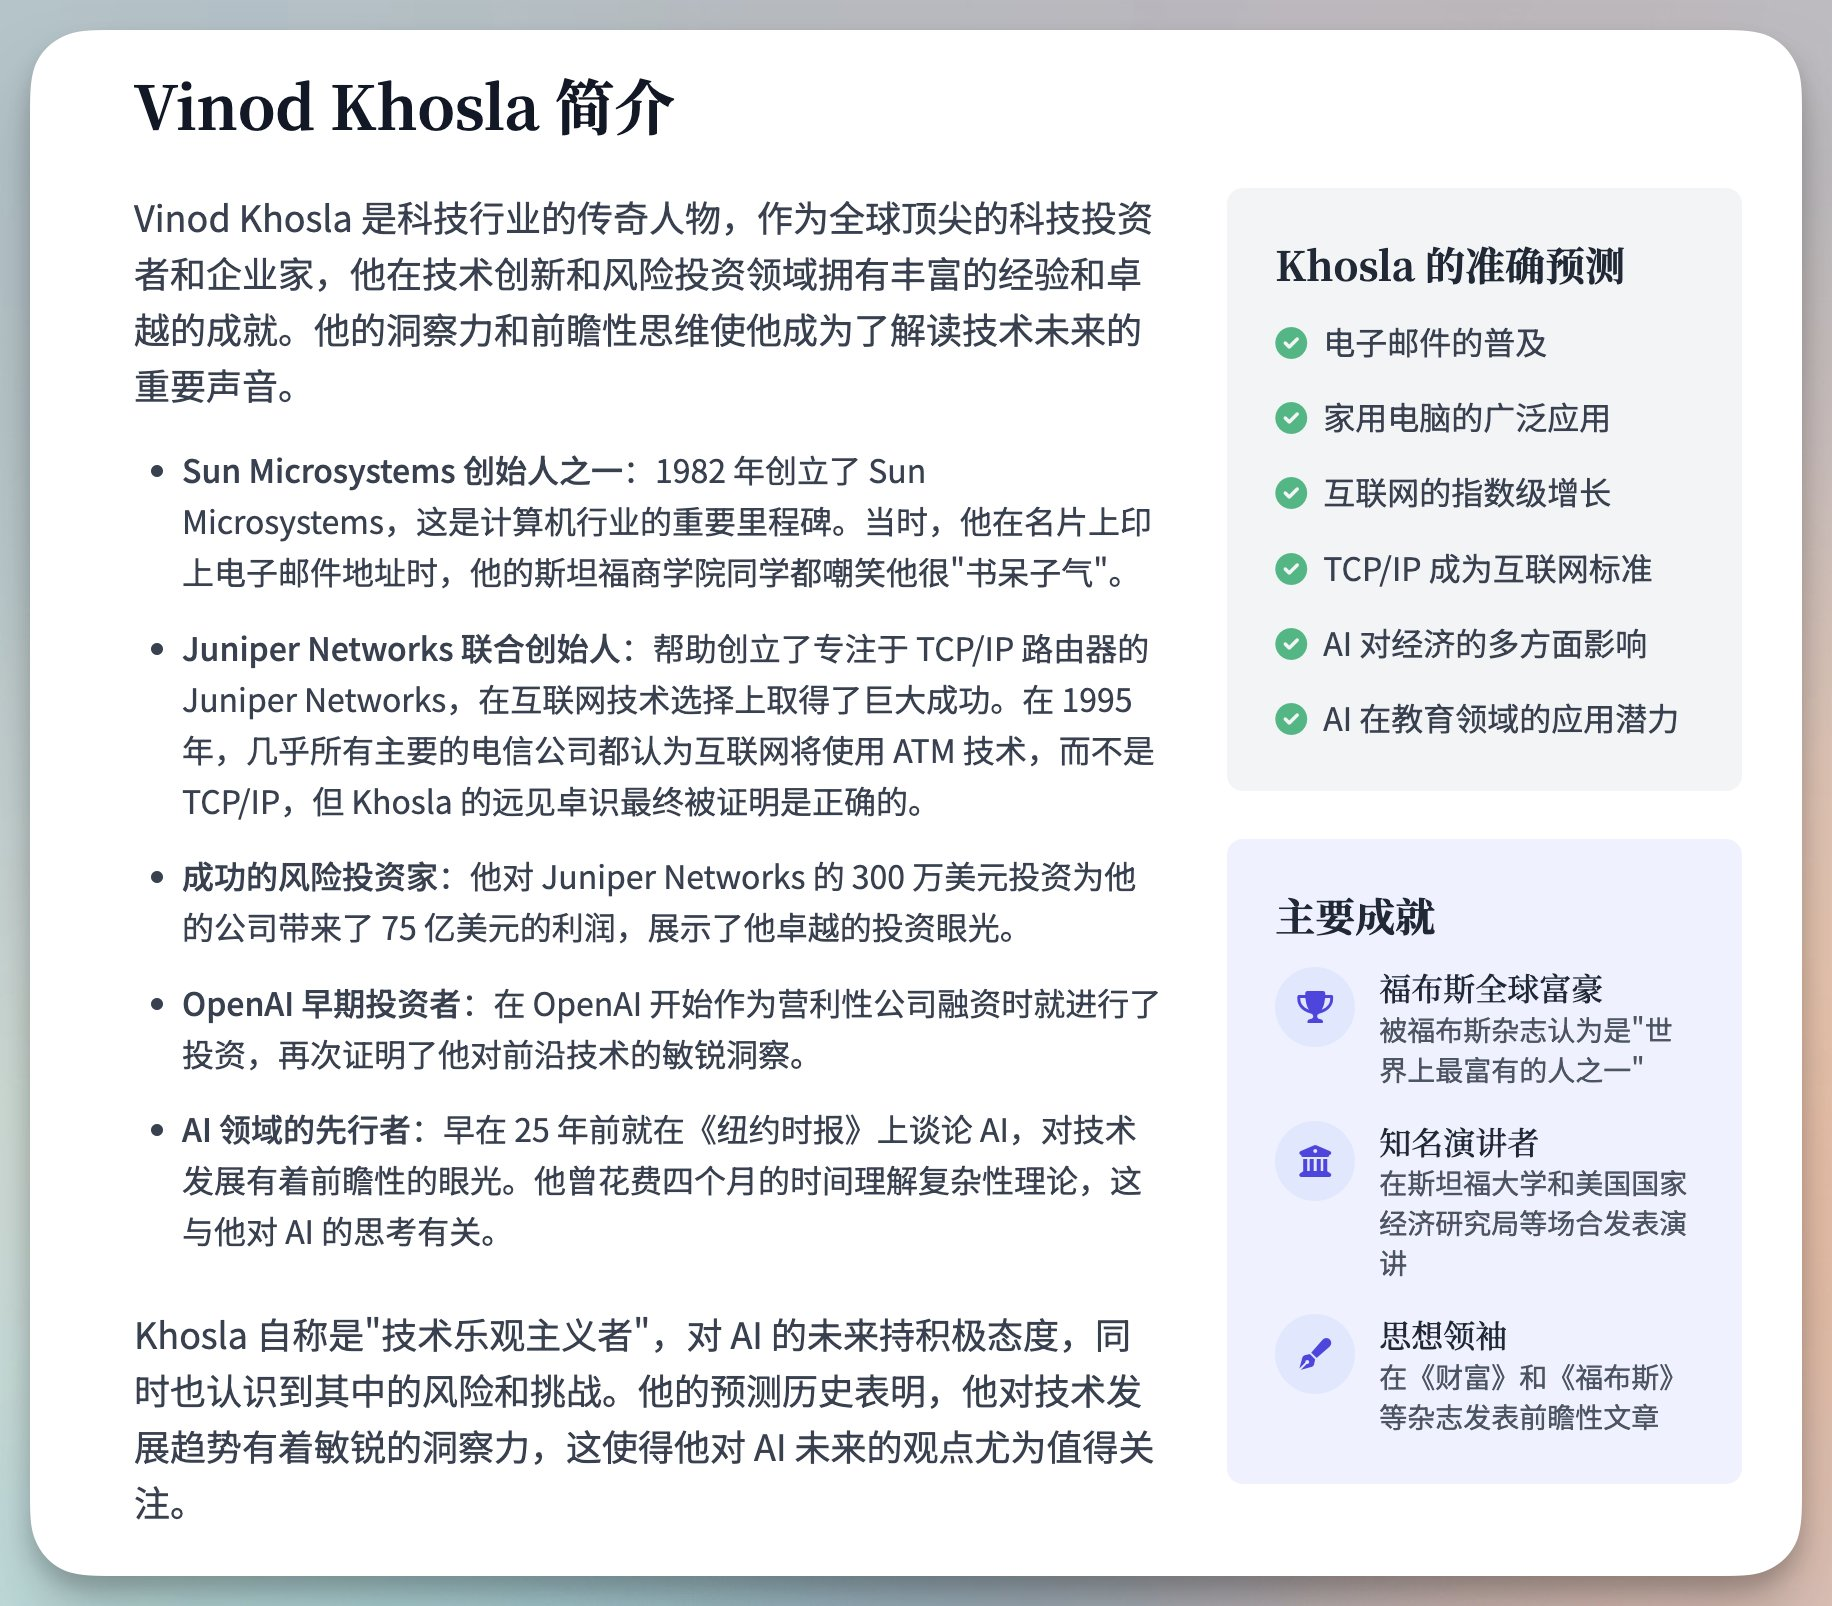 Vinod Khosla 简介
Vinod Khosla 是科技行业的传奇人物，作为全球顶尖的科技投资
者和企业家，他在技术创新和风险投资领域拥有丰富的经验和卓
越的成就。他的洞察力和前瞻性思维使他成为了解读技术未来的
重要声音。
Sun Microsystems 创始人之一：1982 年创立了 Sun
Microsystems，这是计算机行业的重要里程碑。当时，他在名片上印
上电子邮件地址时，他的斯坦福商学院同学都嘲笑他很"书呆子气"。
Juniper Networks 联合创始人：帮助创立了专注于 TCP/IP 路由器的
Juniper Networks，在互联网技术选择上取得了巨大成功。在 1995
年，几乎所有主要的电信公司都认为互联网将使用 ATM 技术，而不是
TCP/IP，但 Khosla 的远见卓识最终被证明是正确的。
成功的风险投资家：他对 Juniper Networks 的 300 万美元投资为他
的公司带来了 75 亿美元的利润，展示了他卓越的投资眼光。
OpenAI 早期投资者：在 OpenAI 开始作为营利性公司融资时就进行了
投资，再次证明了他对前沿技术的敏锐洞察。
AI 领域的先行者：早在 25 年前就在《纽约时报》上谈论 AI，对技术
发展有着前瞻性的眼光。他曾花费四个月的时间理解复杂性理论，这
与他对 AI 的思考有关。
Khosla 自称是"技术乐观主义者"，对 AI 的未来持积极态度，同
时也认识到其中的风险和挑战。他的预测历史表明，他对技术发
展趋势有着敏锐的洞察力，这使得他对 AI 未来的观点尤为值得关
注。
Khosla 的准确预测
电子邮件的普及
家用电脑的广泛应用
互联网的指数级增长
TCP/IP 成为互联网标准
AI 对经济的多方面影响
AI 在教育领域的应用潜力
主要成就
福布斯全球富豪
被福布斯杂志认为是"世
界上最富有的人之一"
知名演讲者
在斯坦福大学和美国国家
经济研究局等场合发表演
讲
思想领袖
在《财富》和《福布斯》
等杂志发表前瞻性文章